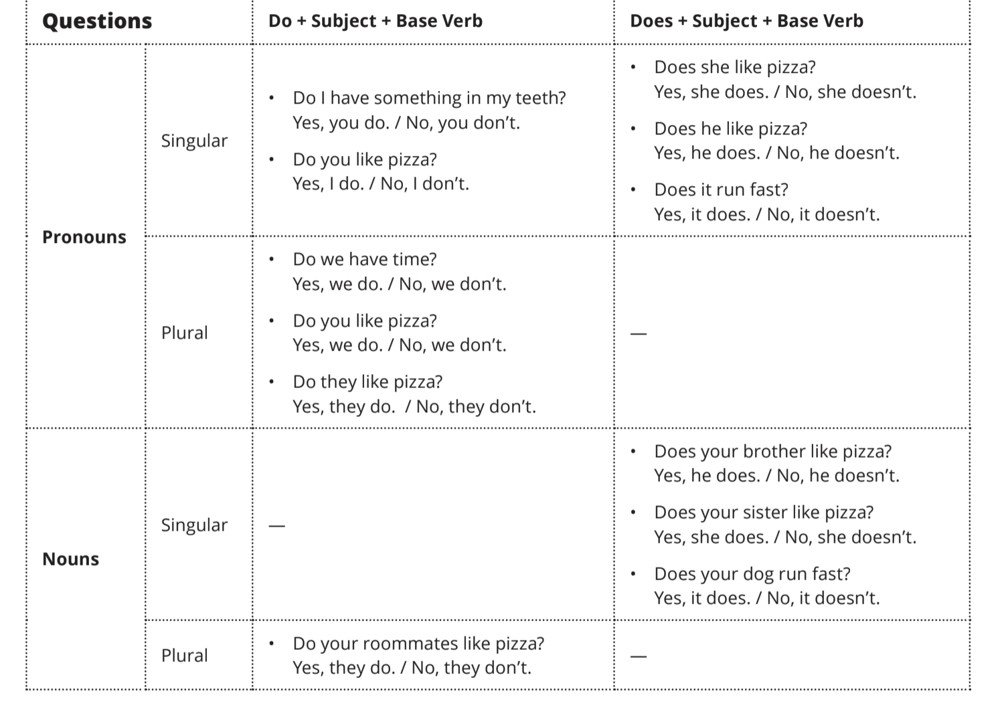 Questions
Do + Subject + Base Verb
Does + Subject + Base Verb
Pronouns
Singular
• Do I have something in my teeth?
Yes, you do. / No, you don't.
• Do you like pizza?
Yes, I do. / No, I don't.
• Does she like pizza?
Yes, she does. / No, she doesn't.
• Does he like pizza?
Yes, he does. / No, he doesn't.
• Does it run fast?
Yes, it does. / No, it doesn't.
Plural
• Do we have time?
Yes, we do. / No, we don't.
• Do you like pizza?
Yes, we do. / No, we don't.
• Do they like pizza?
Yes, they do.  / No, they don't.
—
Nouns
Singular
—
• Does your brother like pizza?
Yes, he does. / No, he doesn't.
• Does your sister like pizza?
Yes, she does. / No, she doesn't.
• Does your dog run fast?
Yes, it does. / No, it doesn't.
Plural
• Do your roommates like pizza?
Yes, they do. / No, they don't.
—